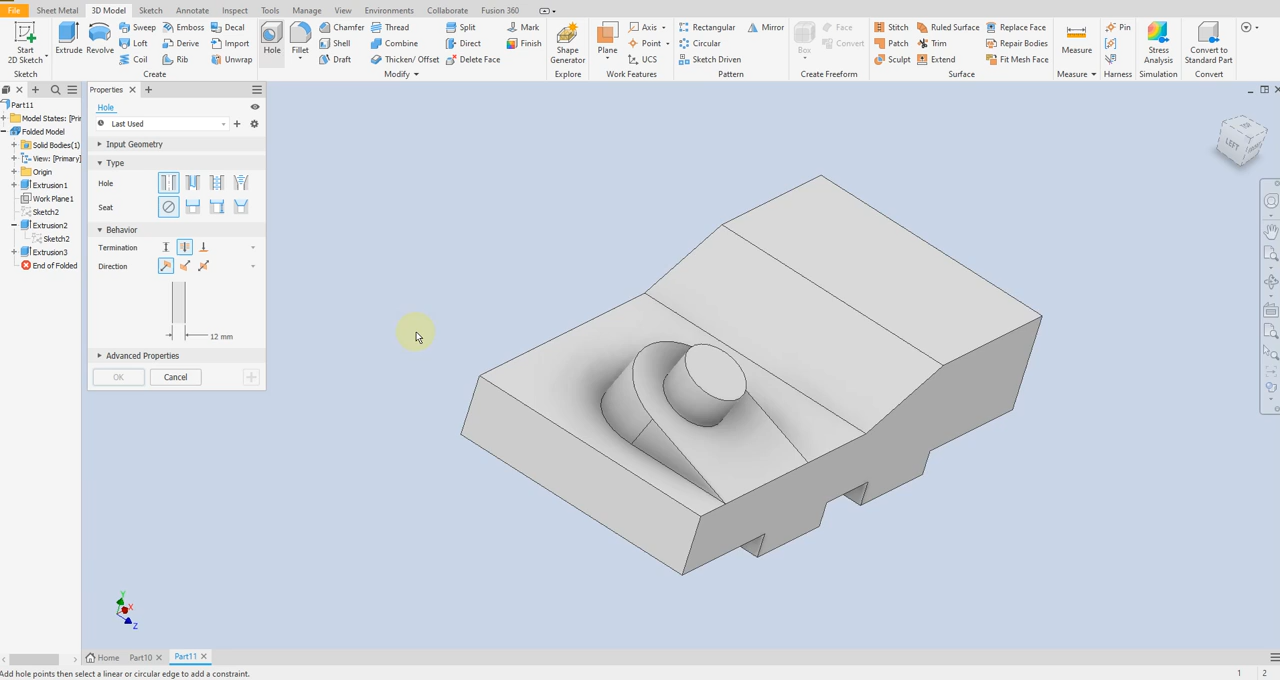 File Sheet Metal 3D Model Sketch Annotate Inspect Tools Manage View Environments Collaborate Fusion 360
Start 2D Sketch Extrude Revolve Sweep Emboss Decal Hole Fillet Chamfer Thread Split Mark Shape Generator Plane Axis Rectangular Mirror Box Face Stitch Ruled Surface Replace Face Measure Pin Stress Analysis Convert to Standard Part
Loft Derive Import Shell Combine Direct Finish Point Circular Convert Patch Trim Repair Bodies
Coil Rib Unwrap Draft Thicken/ Offset Delete Face UCS Sketch Driven Sculpt Extend Fit Mesh Face
Sketch Create Modify Explore Work Features Pattern Create Freeform Surface Measure Harness Simulation Convert
Properties
Part11
Hole
Model States: [Pri
Last Used
Folded Model
Solid Bodies(1)
Input Geometry
View: [Primary]
Type
Origin
Hole
Extrusion1
Work Plane1
Seat
Sketch2
Extrusion2
Behavior
Sketch2
Termination
Extrusion3
End of Folded
Direction
12 mm
Advanced Properties
OK Cancel
LEFT
Y
X
Z
Home Part10 Part11
Add hole points then select a linear or circular edge to add a constraint.
1 2